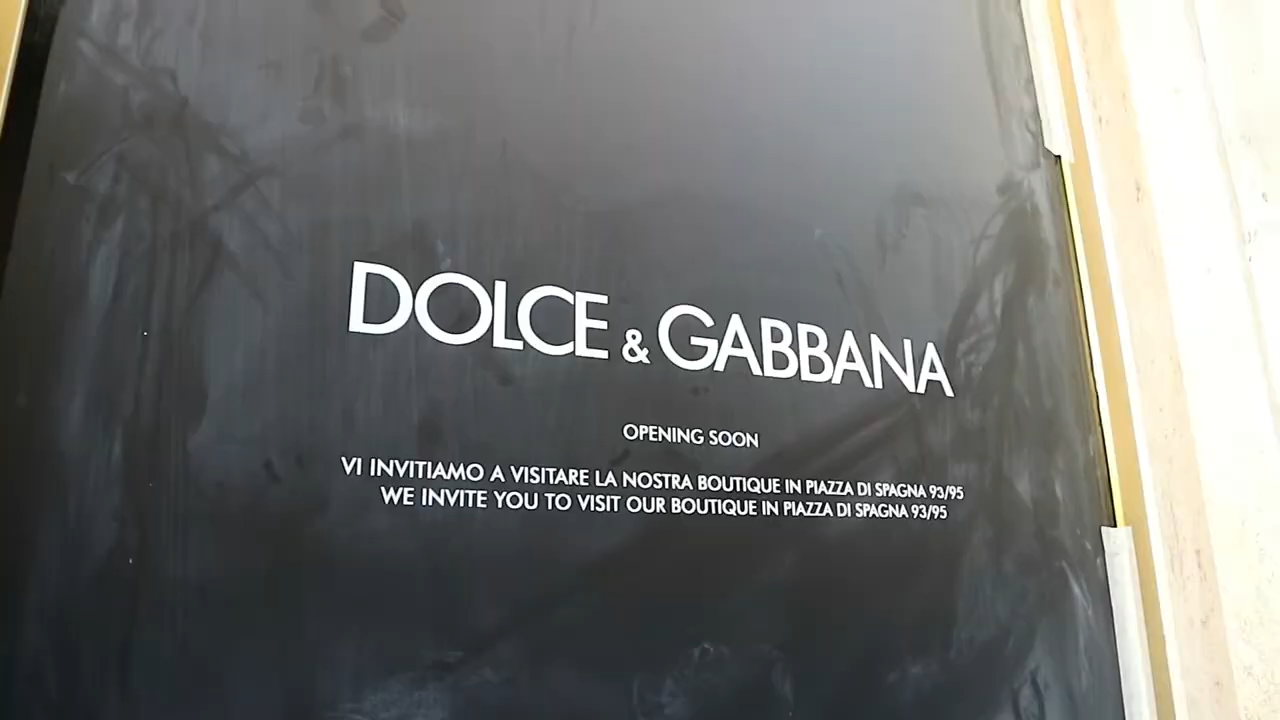 DOLCE & GABBANA
OPENING SOON
VI INVITIAMO A VISITARE LA NOSTRA BOUTIQUE IN PIAZZA DI SPAGNA 93/95
WE INVITE YOU TO VISIT OUR BOUTIQUE IN PIAZZA DI SPAGNA 93/95